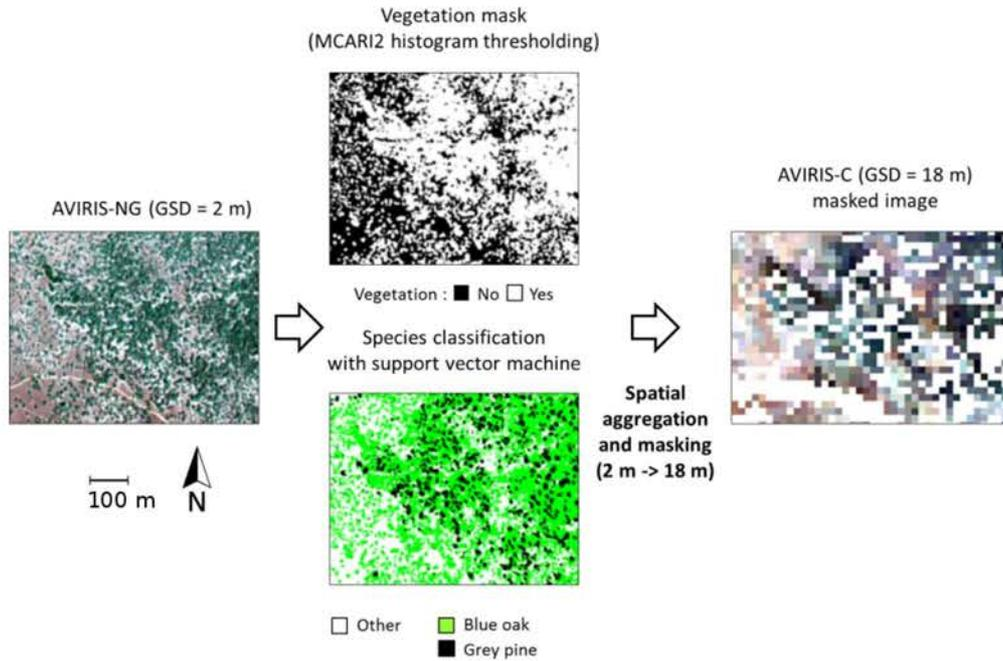 Vegetation mask
(MCARI2 histogram thresholding)
AVIRIS-NG (GSD = 2 m)
Vegetation : No Yes
Species classification
with support vector machine
100 m
N
Other
Blue oak
Grey pine
Spatial
aggregation
and masking
(2 m -> 18 m)
AVIRIS-C (GSD = 18 m)
masked image